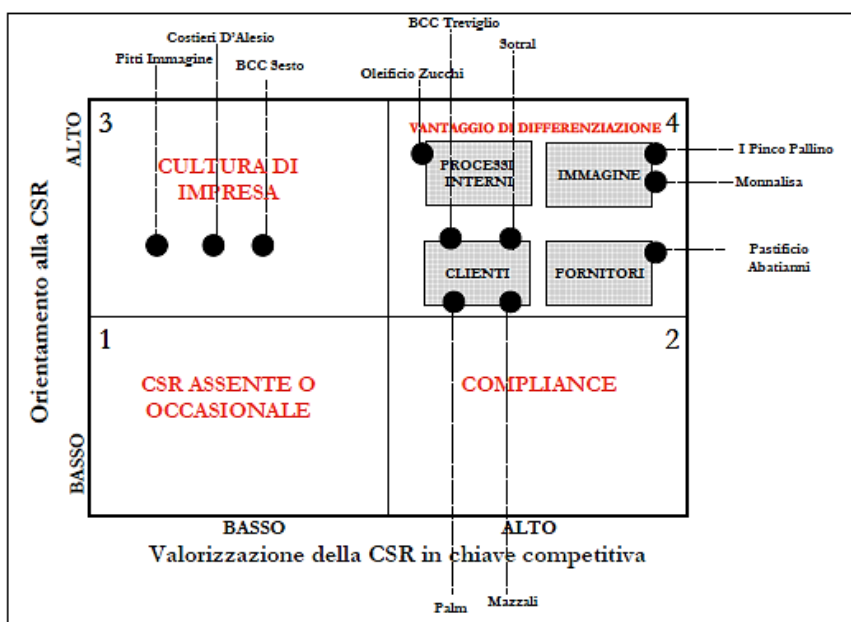 BCC Treviglio
Costieri D'Alesio
Sotral
Pitti Immagine
BCC Sesto
Oleificio Zucchi
3
VANTAGGIO DI DIFFERENZIAZIONE
4
ALTO
CULTURA DI
IMPRESA
PROCESSI
INTERNI
IMMAGINE
I Pinco Pallino
Monnalisa
Orientamento alla CSR
CLIENTI
FORNITORI
Pastificio
Abatianni
1
2
CSR ASSENTE O
OCCASIONALE
COMPLIANCE
BASSO
BASSO
ALTO
Valorizzazione della CSR in chiave competitiva
Palm
Mazzali